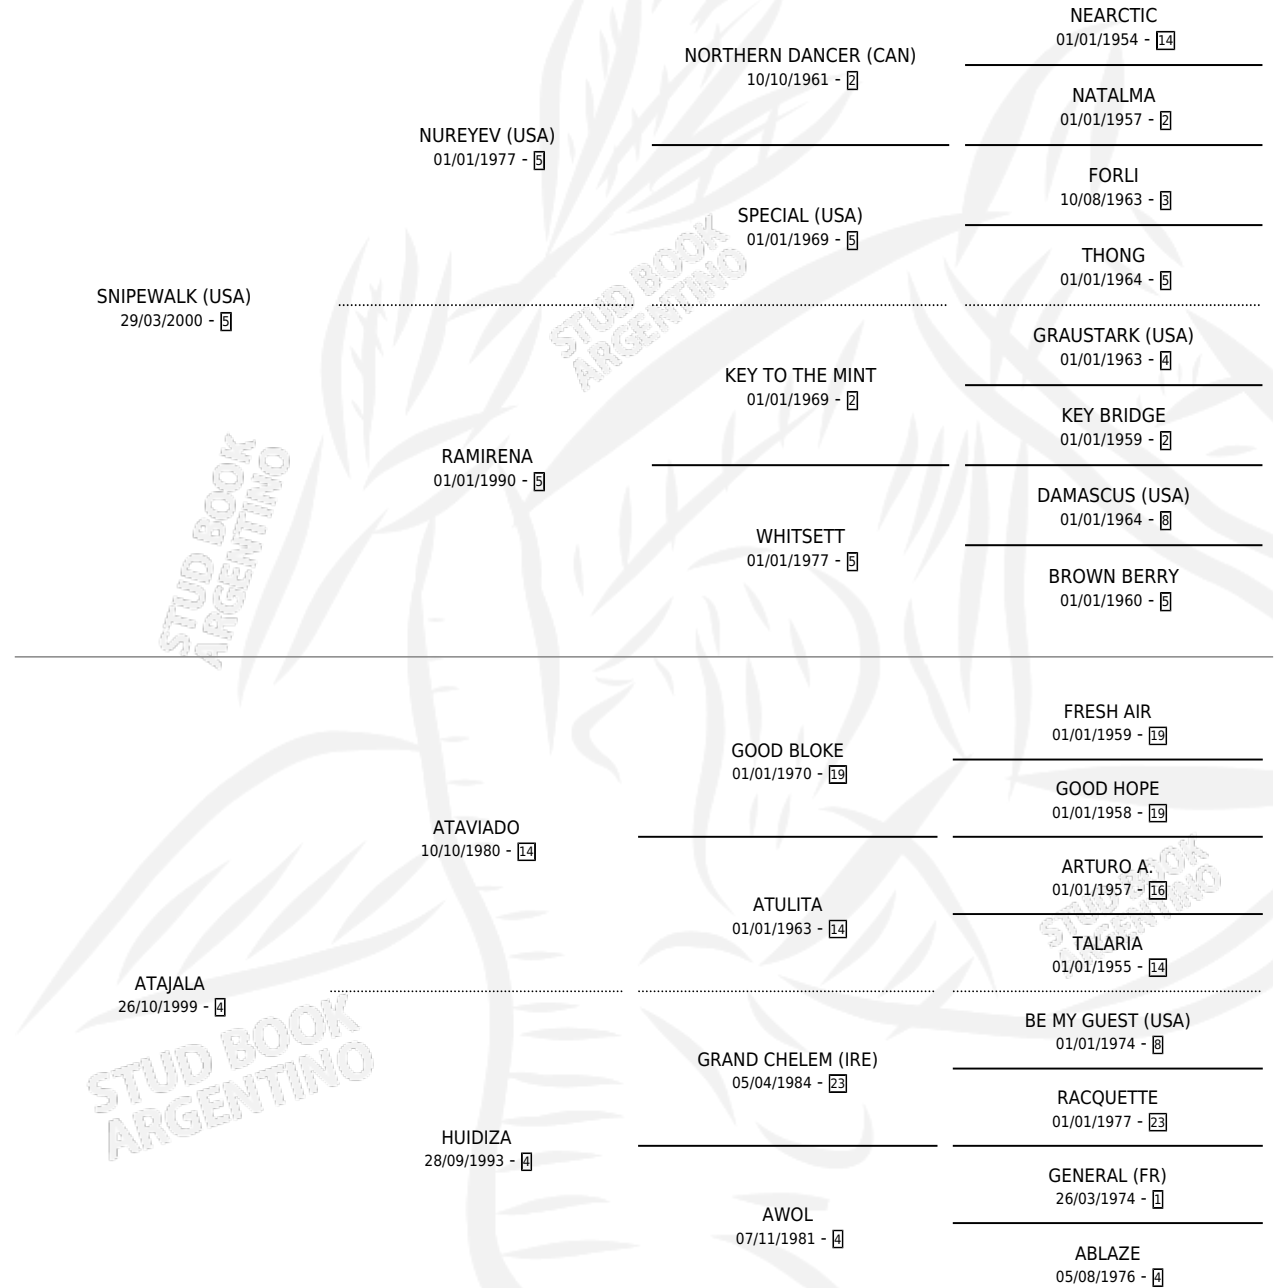 NEARCTIC
01/01/1954 - 14
NORTHERN DANCER (CAN)
10/10/1961 - 2
NATALMA
01/01/1957 - 2
NUREYEV (USA)
01/01/1977 - 5
FORLI
10/08/1963 - 3
SPECIAL (USA)
01/01/1969 - 5
THONG
01/01/1964 - 5
SNIPEWALK (USA)
29/03/2000 - 5
GRAUSTARK (USA)
01/01/1963 - 4
KEY TO THE MINT
01/01/1969 - 2
KEY BRIDGE
01/01/1959 - 2
RAMIRENA
01/01/1990 - 5
DAMASCUS (USA)
01/01/1964 - 8
WHITSETT
01/01/1977 - 5
BROWN BERRY
01/01/1960 - 5
FRESH AIR
01/01/1959 - 19
GOOD BLOKE
01/01/1970 - 19
GOOD HOPE
01/01/1958 - 19
ATAVIADO
10/10/1980 - 14
ARTURO A.
01/01/1957 - 16
ATULITA
01/01/1963 - 14
TALARIA
01/01/1955 - 14
ATAJALA
26/10/1999 - 4
BE MY GUEST (USA)
01/01/1974 - 8
GRAND CHELEM (IRE)
05/04/1984 - 23
RACQUETTE
01/01/1977 - 23
HUIDIZA
28/09/1993 - 4
GENERAL (FR)
26/03/1974 - 1
AWOL
07/11/1981 - 4
ABLAZE
05/08/1976 - 4
STUD BOOK
ARGENTINO
STUD BOOK
ARGENTINO
STUD BOOK
ARGENTINO
STUD BOOK
ARGENTINO